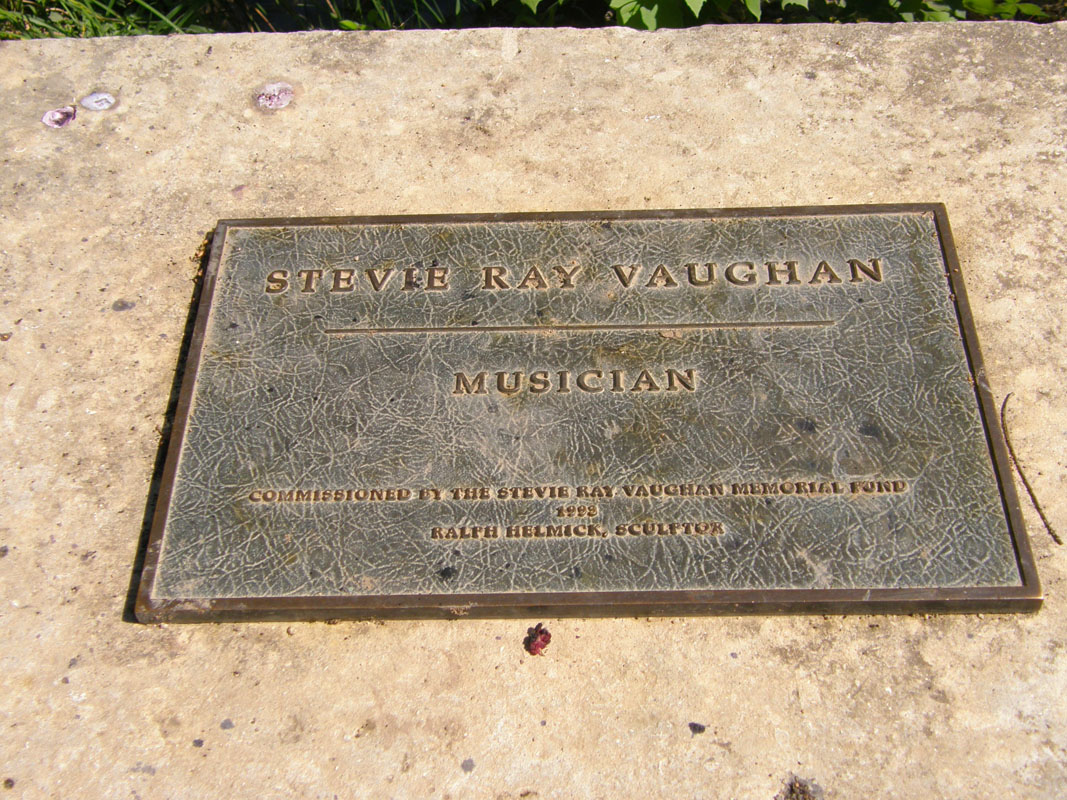 STEVIE RAY VAUGHAN
MUSICIAN
COMMISSIONED BY THE STEVIE RAY VAUGHAN MEMORIAL FUND
1993
RALPH HELMICK, SCULPTOR